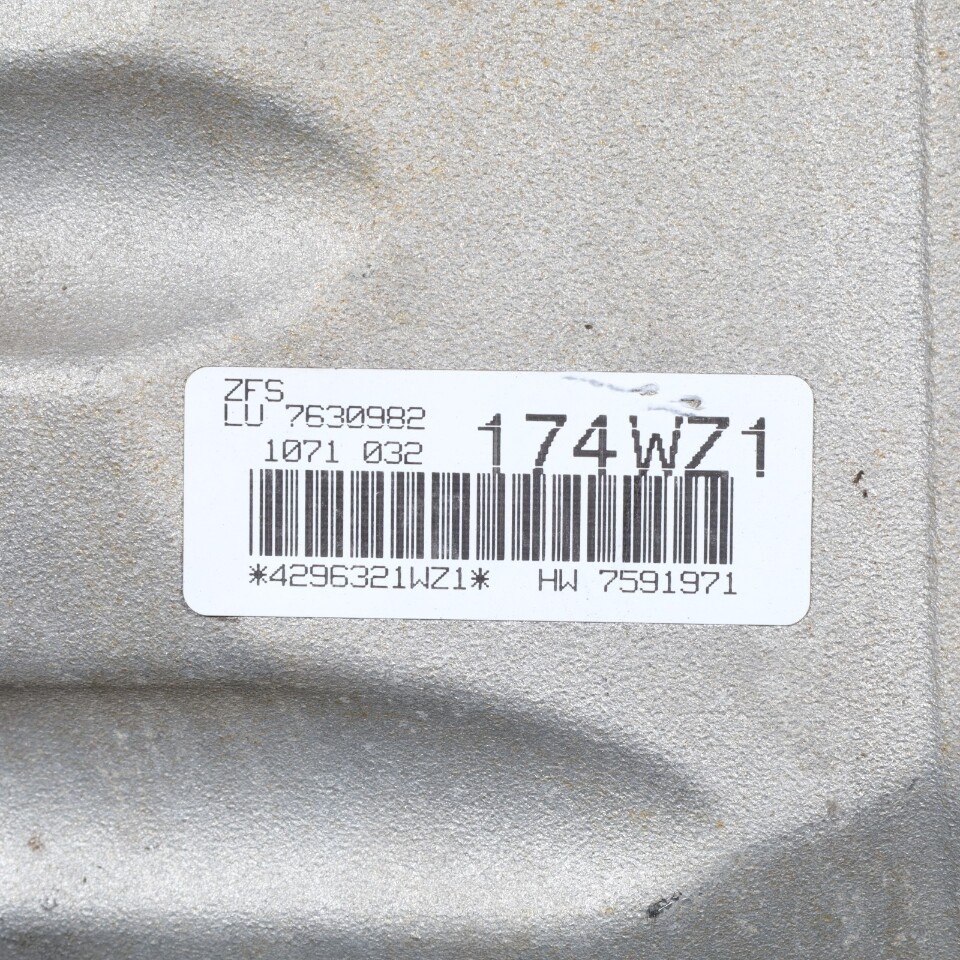 ZFS
LU 7630982
1071 032 174WZ1
*4296321WZ1* HW 7591971